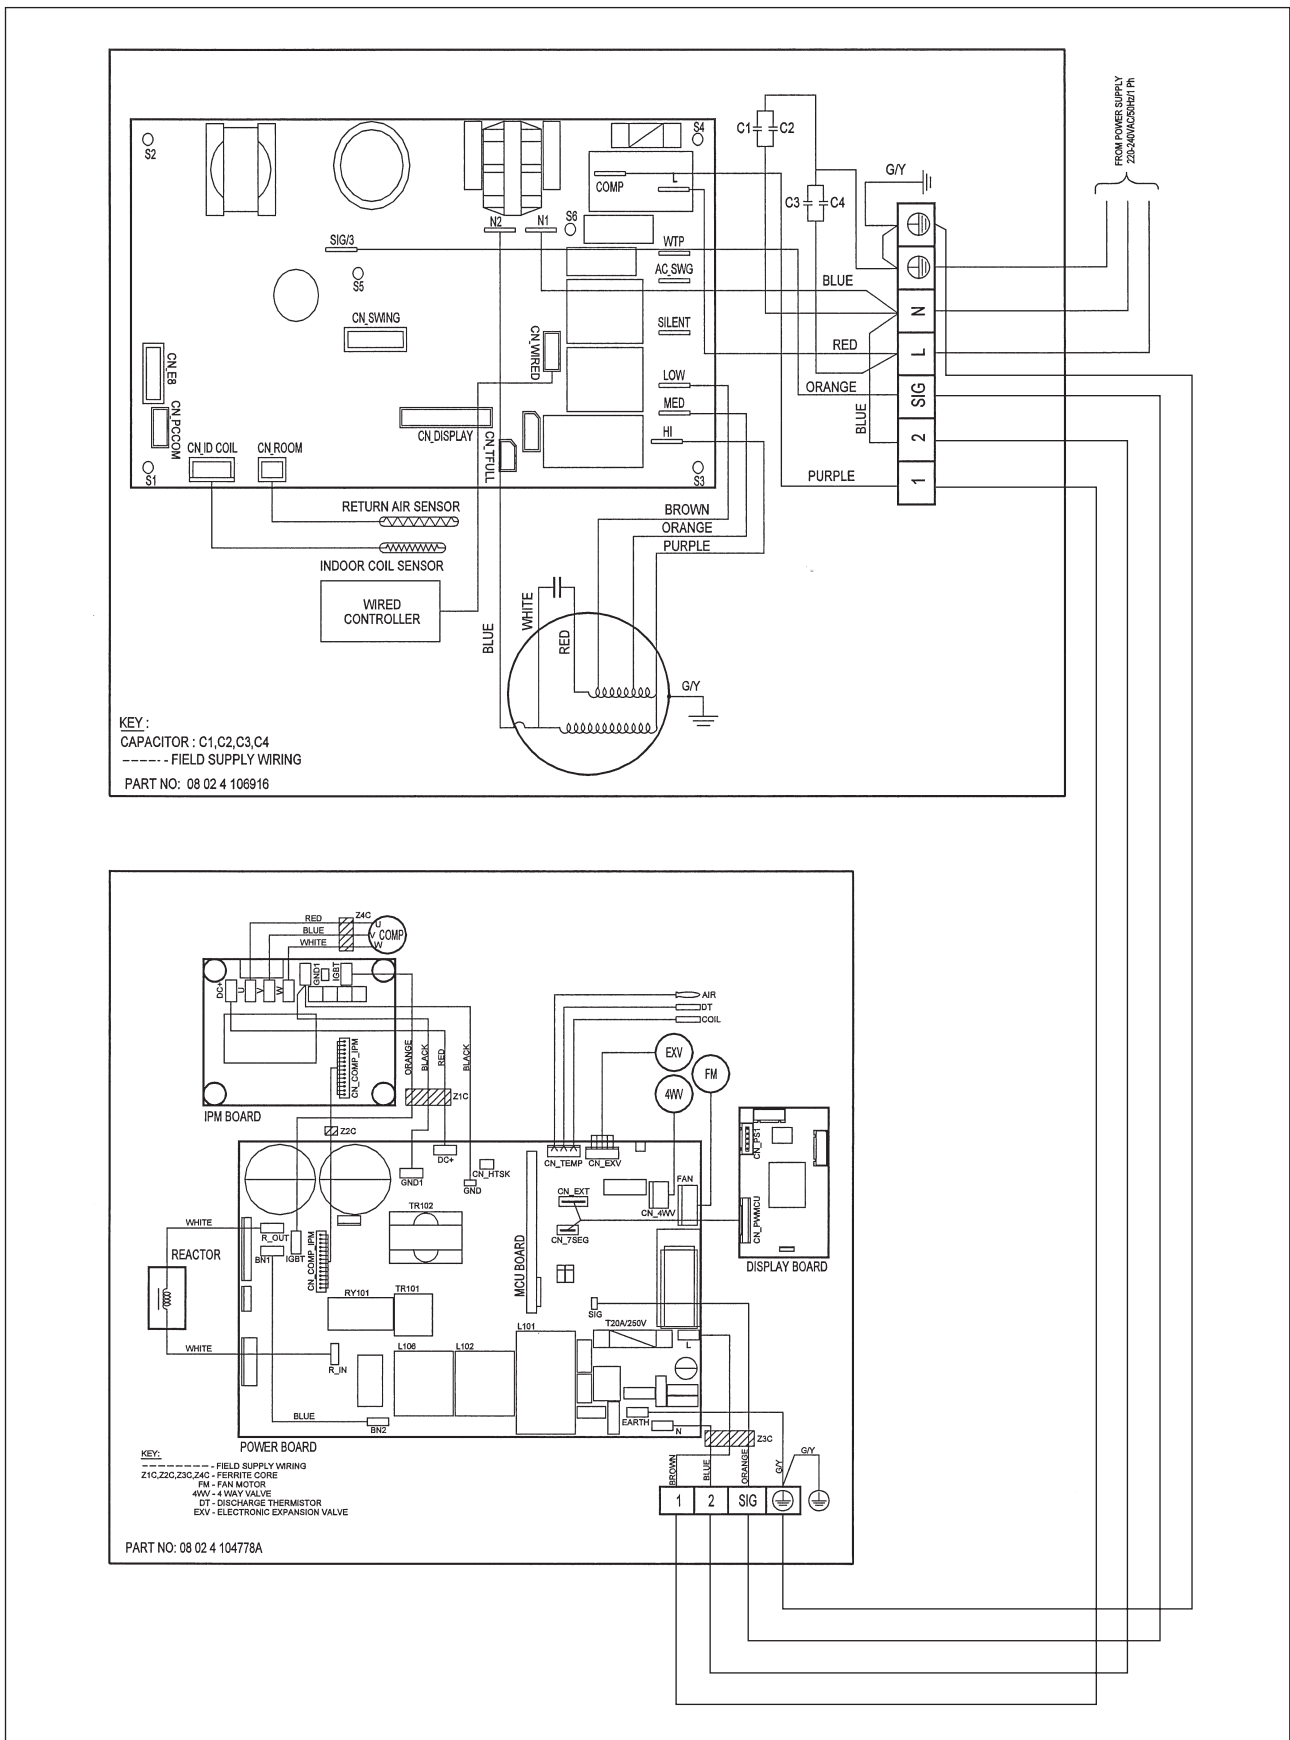 FROM POWER SUPPLY
220-240VAC/50Hz/1 Ph
S2
S4
C1
C2
G/Y
COMP
L
C3
C4
N2
N1
S6
SIG/3
WTP
S5
AC_SWG
BLUE
N
CN_SWING
SILENT
CN_WIRED
RED
L
CN_E8
LOW
ORANGE
SIG
CN_PCCOM
MED
BLUE
2
CN_DISPLAY
HI
CN_ID COIL
CN_ROOM
CN_TFULL
S1
S3
PURPLE
1
RETURN AIR SENSOR
BROWN
ORANGE
PURPLE
INDOOR COIL SENSOR
WIRED
CONTROLLER
WHITE
BLUE
RED
G/Y
KEY :
CAPACITOR : C1,C2,C3,C4
------ - FIELD SUPPLY WIRING
PART NO: 08 02 4 106916
RED
Z4C
U
BLUE
V
COMP
WHITE
W
DC+
U
V
W
GND1
IGBT
AIR
DT
COIL
ORANGE
BLACK
RED
BLACK
EXV
FM
4WV
CN_COMP_IPM
Z1C
IPM BOARD
Z2C
CN_PS1
DC+
CN_TEMP
CN_EXV
CN_HTSK
GND1
GND
FAN
CN_EXT
TR102
CN_4WV
CN_PWMCU
WHITE
R_OUT
CN_7SEG
REACTOR
BN1
IGBT
CN_COMP_IPM
MCU BOARD
DISPLAY BOARD
RY101
TR101
SIG
T20A/250V
L101
L
WHITE
L106
L102
R_IN
BLUE
BN2
EARTH
N
Z3C
POWER BOARD
KEY:
---------- - FIELD SUPPLY WIRING
Z1C,Z2C,Z3C,Z4C - FERRITE CORE
FM - FAN MOTOR
4WV - 4 WAY VALVE
DT - DISCHARGE THERMISTOR
EXV - ELECTRONIC EXPANSION VALVE
BROWN
BLUE
ORANGE
G/Y
G/Y
1
2
SIG
PART NO: 08 02 4 104778A